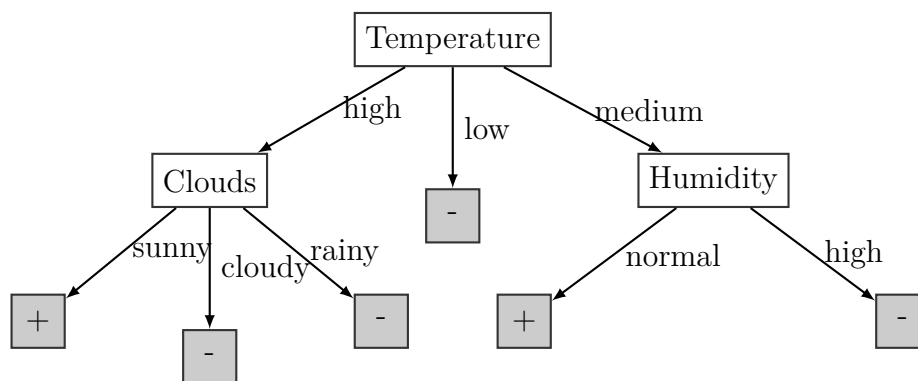 Temperature
high
low
medium
Clouds
-
Humidity
sunny
cloudy
rainy
normal
high
+
-
-
+
-